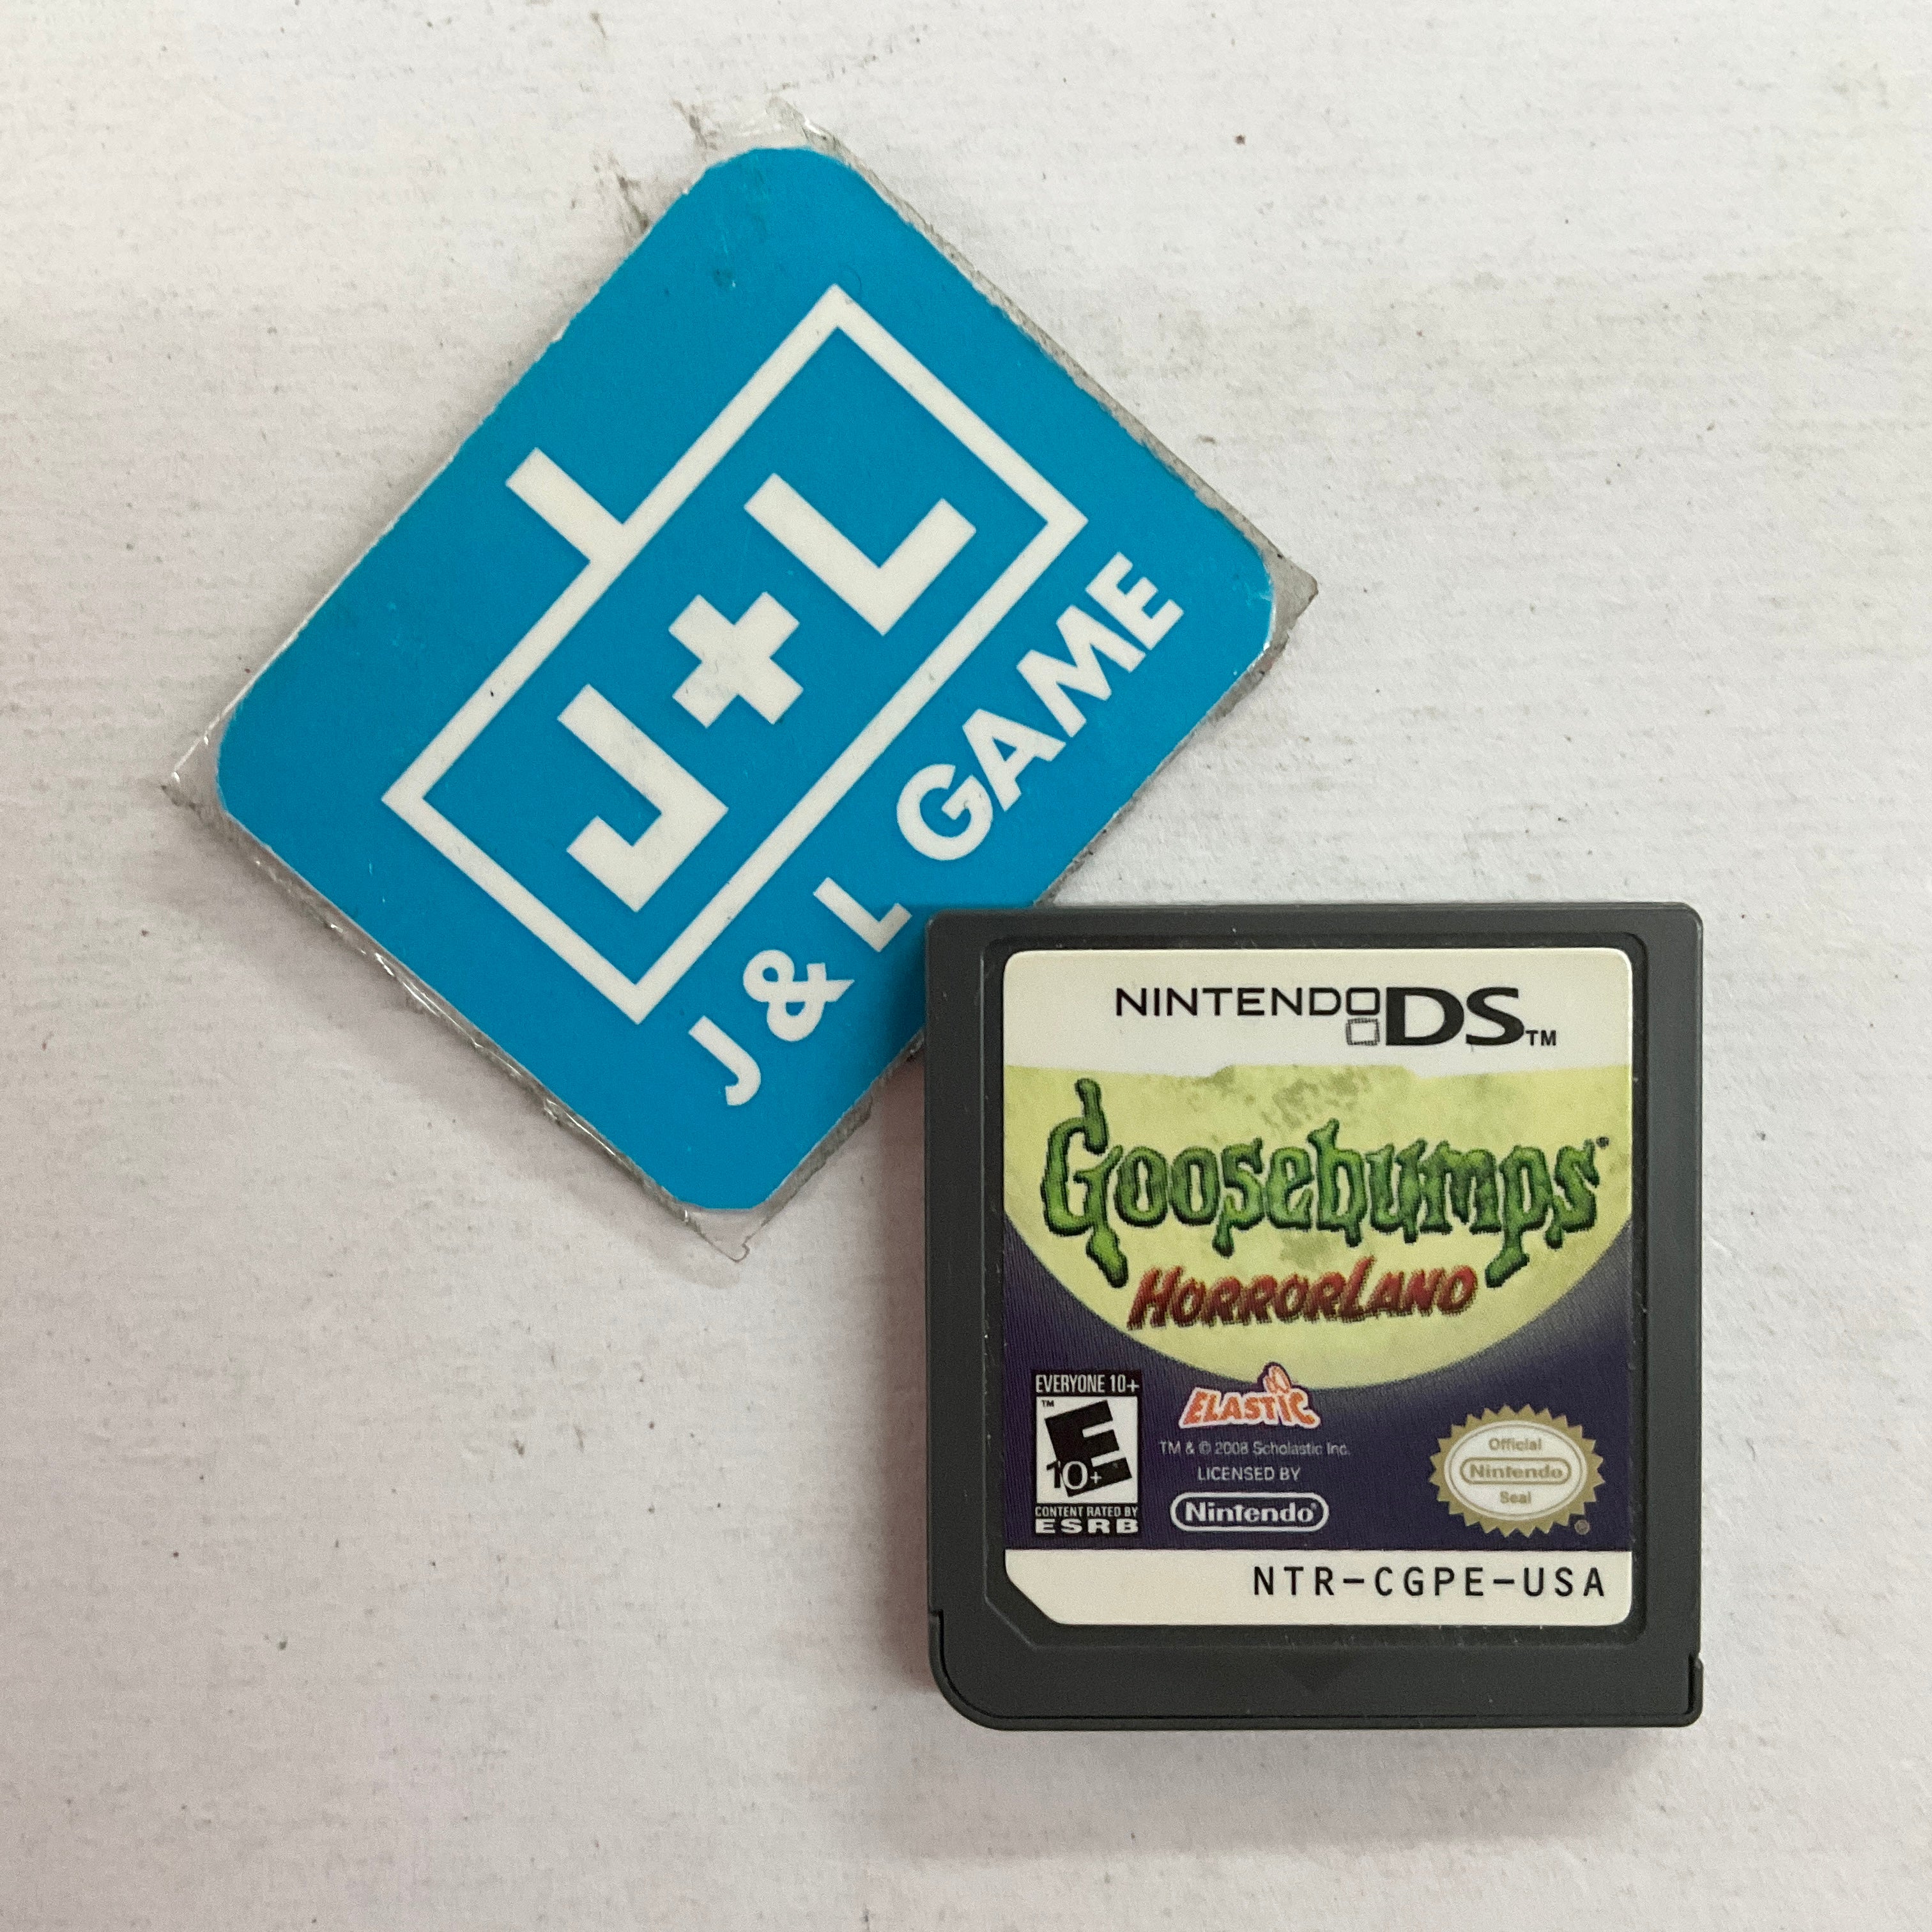 J+L
J & L GAME
NINTENDO DS™
Goosebumps
HORRORLAND
EVERYONE 10+
™
E
10+
CONTENT RATED BY
ESRB
ELASTIC
TM & © 2008 Scholastic Inc.
LICENSED BY
Nintendo®
Official
Nintendo
Seal
®
NTR-CGPE-USA